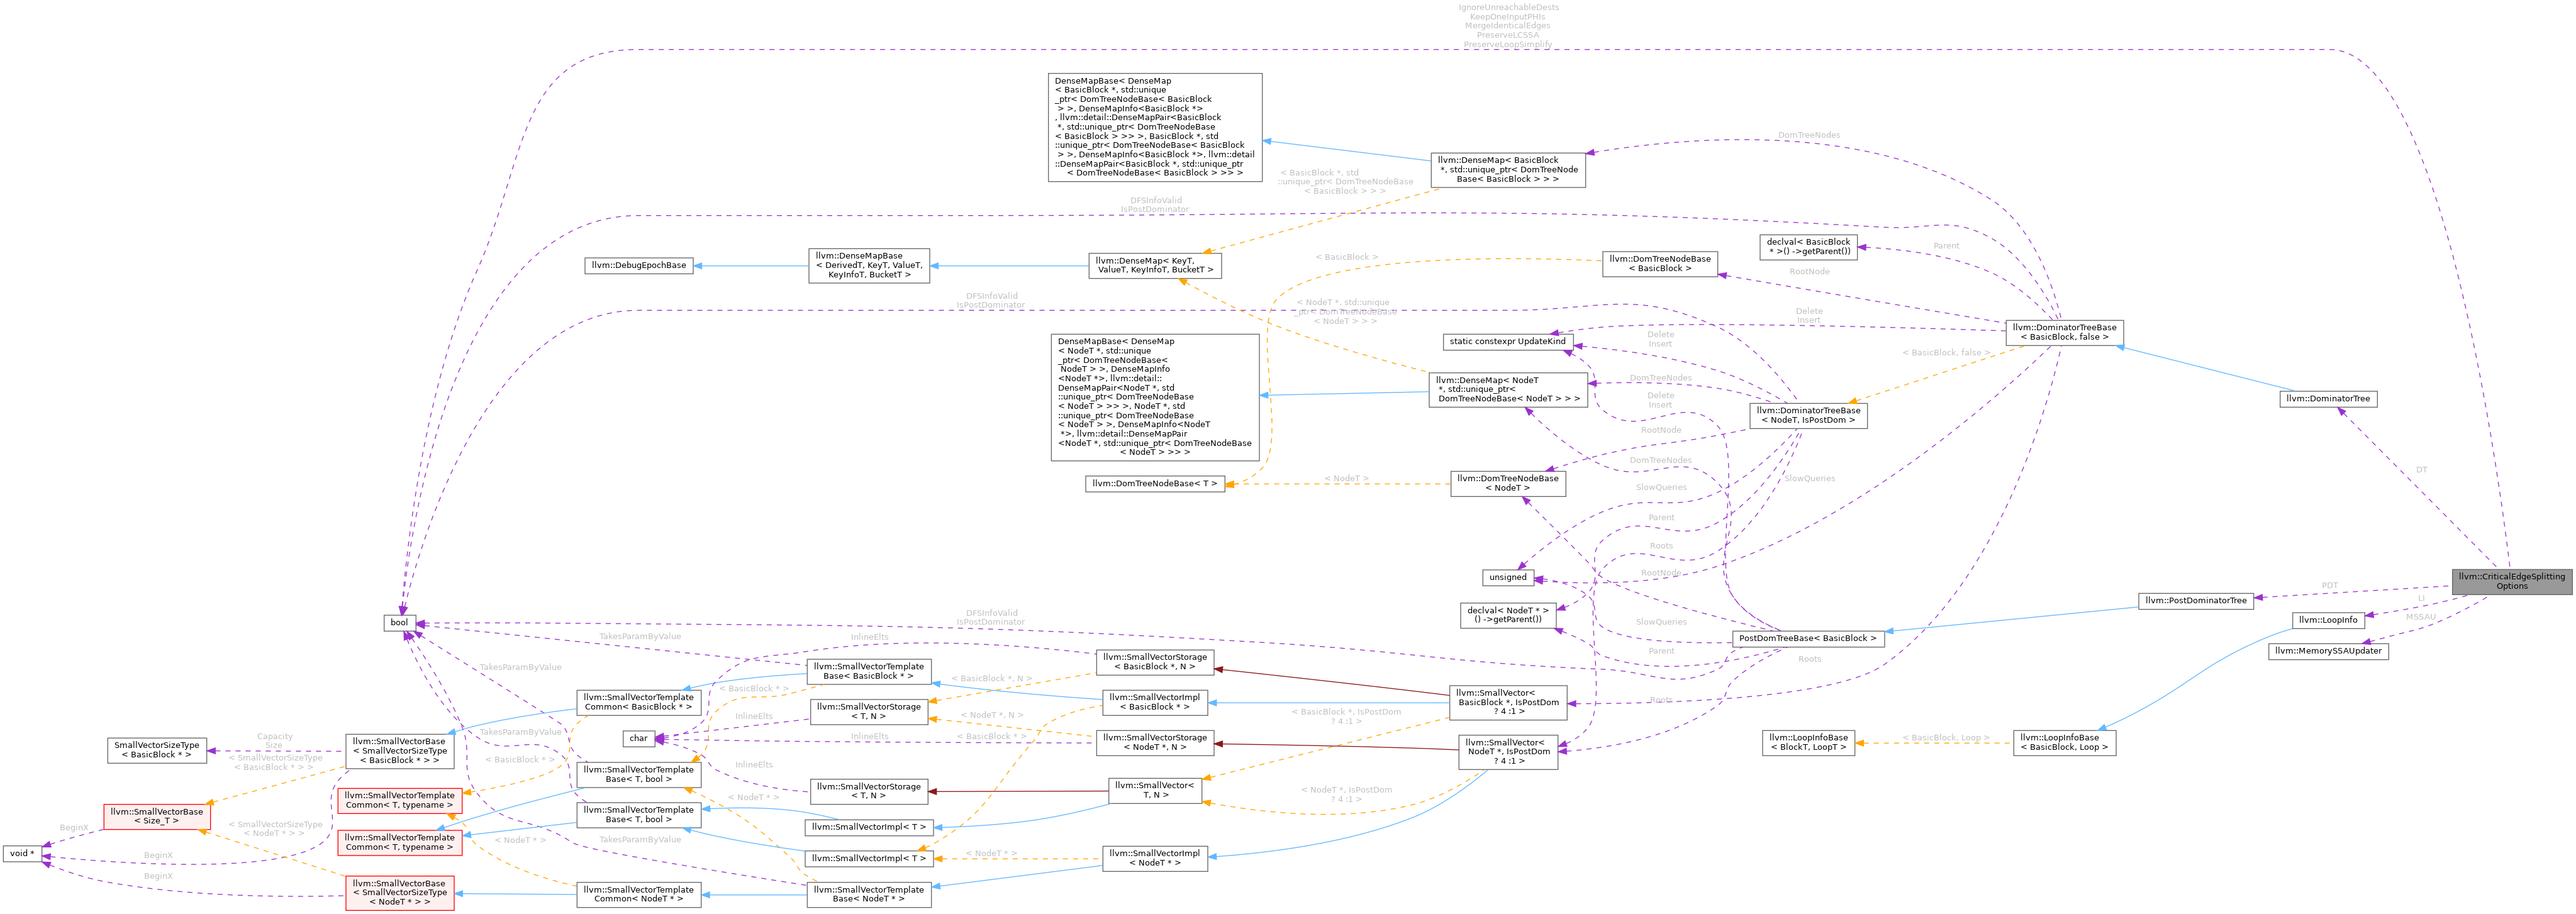 IgnoreUnreachableDests
KeepOneInputPHIs
MergeIdenticalEdges
PreserveLCSSA
PreserveLoopSimplify
DenseMapBase< DenseMap
< BasicBlock *, std::unique
_ptr< DomTreeNodeBase< BasicBlock
> >, DenseMapInfo<BasicBlock *>
, llvm::detail::DenseMapPair<BasicBlock
*, std::unique_ptr< DomTreeNodeBase
< BasicBlock > >> >, BasicBlock *, std
::unique_ptr< DomTreeNodeBase< BasicBlock
> >, DenseMapInfo<BasicBlock *>, llvm::detail
::DenseMapPair<BasicBlock *, std::unique_ptr
< DomTreeNodeBase< BasicBlock > >> >
DomTreeNodes
llvm::DenseMap< BasicBlock
*, std::unique_ptr< DomTreeNode
Base< BasicBlock > > >
< BasicBlock *, std
::unique_ptr< DomTreeNodeBase
< BasicBlock > > >
DFSInfoValid
IsPostDominator
declval< BasicBlock
* >() ->getParent())
Parent
llvm::DebugEpochBase
llvm::DenseMapBase
< DerivedT, KeyT, ValueT,
KeyInfoT, BucketT >
llvm::DenseMap< KeyT,
ValueT, KeyInfoT, BucketT >
< BasicBlock >
llvm::DomTreeNodeBase
< BasicBlock >
RootNode
DFSInfoValid
IsPostDominator
< NodeT *, std::unique
_ptr< DomTreeNodeBase
< NodeT > > >
Delete
Insert
llvm::DominatorTreeBase
< BasicBlock, false >
static constexpr UpdateKind
Delete
Insert
< BasicBlock, false >
DenseMapBase< DenseMap
< NodeT *, std::unique
_ptr< DomTreeNodeBase<
NodeT > >, DenseMapInfo
<NodeT *>, llvm::detail::
DenseMapPair<NodeT *, std
::unique_ptr< DomTreeNodeBase
< NodeT > >> >, NodeT *, std
::unique_ptr< DomTreeNodeBase
< NodeT > >, DenseMapInfo<NodeT
*>, llvm::detail::DenseMapPair
<NodeT *, std::unique_ptr< DomTreeNodeBase
< NodeT > >> >
llvm::DenseMap< NodeT
*, std::unique_ptr<
DomTreeNodeBase< NodeT > > >
DomTreeNodes
Delete
Insert
llvm::DominatorTreeBase
< NodeT, IsPostDom >
llvm::DominatorTree
RootNode
DomTreeNodes
DT
llvm::DomTreeNodeBase< T >
< NodeT >
llvm::DomTreeNodeBase
< NodeT >
SlowQueries
SlowQueries
Parent
Roots
unsigned
RootNode
llvm::CriticalEdgeSplitting
Options
PDT
llvm::PostDominatorTree
LI
llvm::LoopInfo
MSSAU
llvm::MemorySSAUpdater
declval< NodeT * >
() ->getParent())
bool
DFSInfoValid
IsPostDominator
SlowQueries
PostDomTreeBase< BasicBlock >
Parent
Roots
Roots
TakesParamByValue
InlineElts
llvm::SmallVectorStorage
< BasicBlock *, N >
TakesParamByValue
llvm::SmallVectorTemplate
Base< BasicBlock * >
< BasicBlock *, N >
< BasicBlock * >
llvm::SmallVectorTemplate
Common< BasicBlock * >
llvm::SmallVectorImpl
< BasicBlock * >
llvm::SmallVector<
BasicBlock *, IsPostDom
? 4 :1 >
llvm::SmallVectorStorage
< T, N >
InlineElts
< NodeT *, N >
< BasicBlock *, IsPostDom
? 4 :1 >
TakesParamByValue
char
InlineElts
< BasicBlock * >
llvm::SmallVectorStorage
< NodeT *, N >
llvm::SmallVector<
NodeT *, IsPostDom
? 4 :1 >
llvm::LoopInfoBase
< BlockT, LoopT >
< BasicBlock, Loop >
llvm::LoopInfoBase
< BasicBlock, Loop >
SmallVectorSizeType
< BasicBlock * >
Capacity
Size
llvm::SmallVectorBase
< SmallVectorSizeType
< BasicBlock * > >
< SmallVectorSizeType
< BasicBlock * > >
< BasicBlock * >
InlineElts
llvm::SmallVectorTemplate
Base< T, bool >
llvm::SmallVectorStorage
< T, N >
llvm::SmallVector<
T, N >
< NodeT *, IsPostDom
? 4 :1 >
llvm::SmallVectorTemplate
Common< T, typename >
< NodeT * >
llvm::SmallVectorBase
< Size_T >
llvm::SmallVectorTemplate
Base< T, bool >
BeginX
< SmallVectorSizeType
< NodeT * > >
llvm::SmallVectorTemplate
Common< T, typename >
llvm::SmallVectorImpl< T >
< NodeT * >
TakesParamByValue
void *
BeginX
llvm::SmallVectorImpl< T >
< NodeT * >
llvm::SmallVectorImpl
< NodeT * >
BeginX
llvm::SmallVectorBase
< SmallVectorSizeType
< NodeT * > >
llvm::SmallVectorTemplate
Common< NodeT * >
llvm::SmallVectorTemplate
Base< NodeT * >